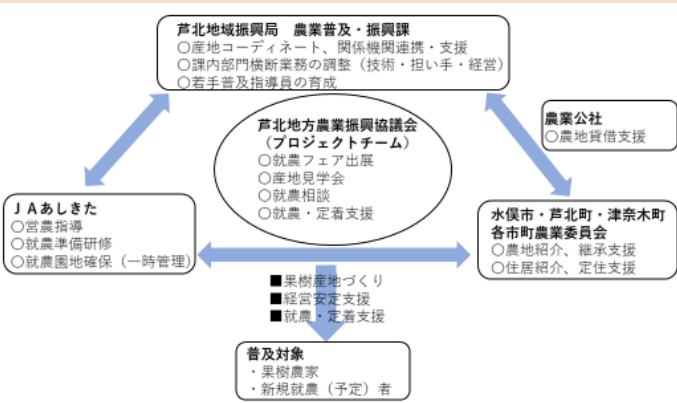 芦北地域振興局　農業普及・振興課
○産地コーディネート、関係機関連携・支援
○課内部門横断業務の調整（技術・担い手・経営）
○若手普及指導員の育成
農業公社
○農地貸借支援
芦北地方農業振興協議会
（プロジェクトチーム）
○就農フェア出展
○産地見学会
○就農相談
○就農・定着支援
ＪＡあしきた
○営農指導
○就農準備研修
○就農園地確保（一時管理）
水俣市・芦北町・津奈木町
各市町農業委員会
○農地紹介、継承支援
○住居紹介、定住支援
■果樹産地づくり
■経営安定支援
■就農・定着支援
普及対象
・果樹農家
・新規就農（予定）者